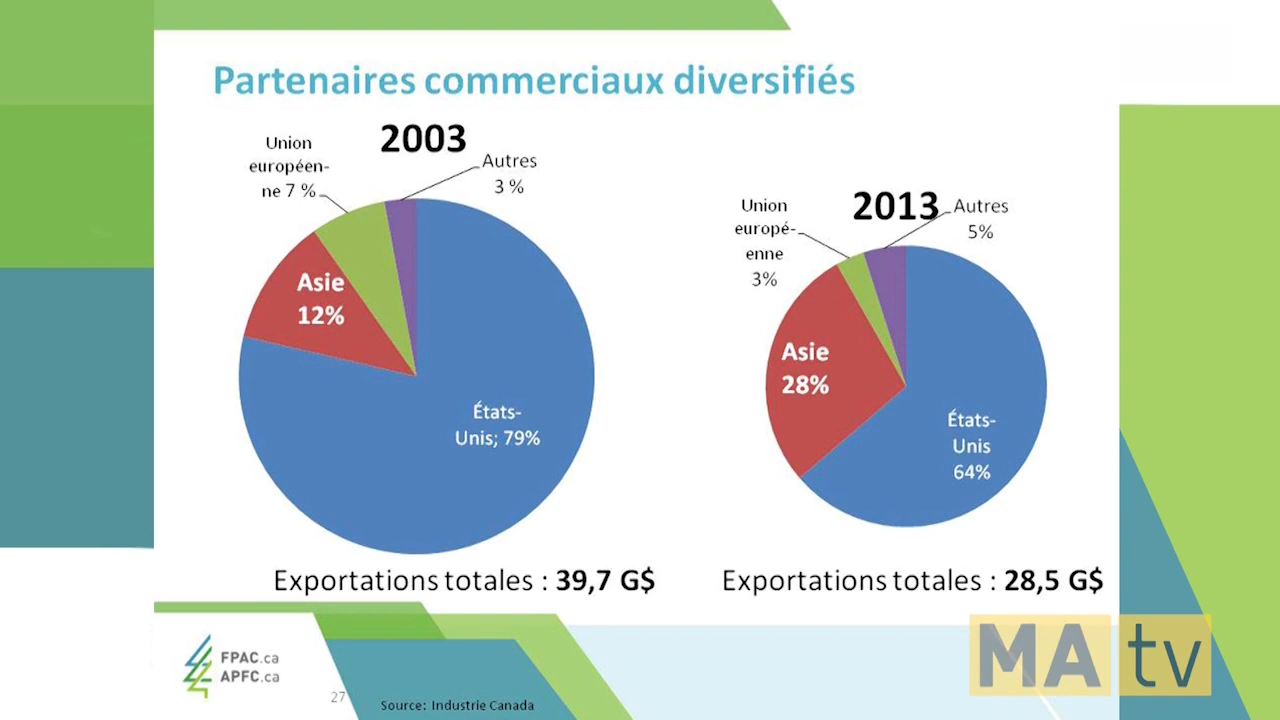 Partenaires commerciaux diversifiés
2003
Union
européen-
ne 7 %
Autres
3 %
Asie
12%
États-
Unis; 79%
Exportations totales : 39,7 G$
2013
Union
europé-
enne
3%
Autres
5%
Asie
28%
États-
Unis
64%
Exportations totales : 28,5 G$
FPAC.ca
APFC.ca
27
Source: Industrie Canada
MAtv